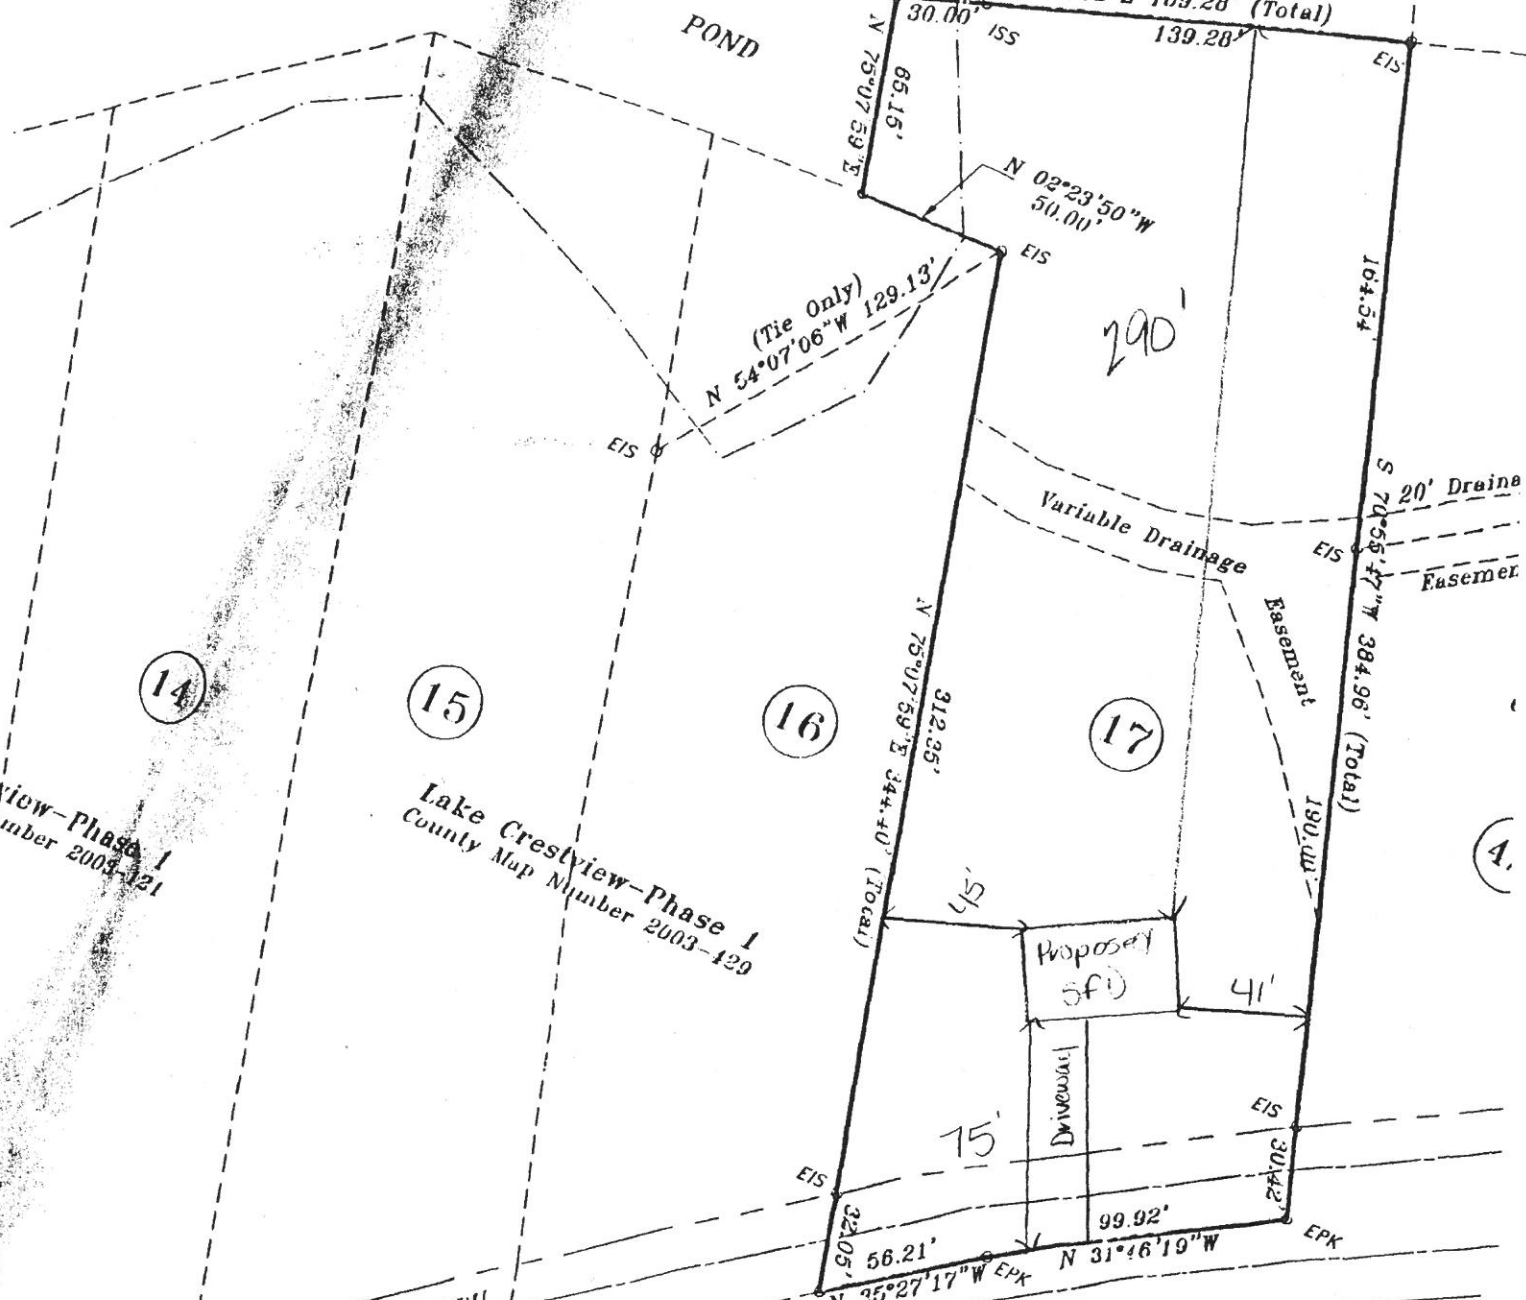 169.28' (Total)
30.00'
ISS
139.28'
EIS
POND
N 75°07'59"E
65.15'
N 02°23'50"W
50.00'
EIS
(Tie Only)
N 54°07'06"W 129.13'
EIS
290'
164.54'
S 70°55'47"W 384.96' (Total)
20' Draina
EIS
Easemen
Variable Drainage
Easement
190.00'
14
15
16
17
N 75°07'59"E 344.40' (Total)
312.35'
view-Phase 1
mber 2003-121
Lake Crestview-Phase 1
County Map Number 2003-429
45'
Proposed
SFD
41'
Driveway
75'
EIS
30.42'
EIS
32.05'
56.21'
N 35°27'17"W
EPK
99.92'
N 31°46'19"W
EPK